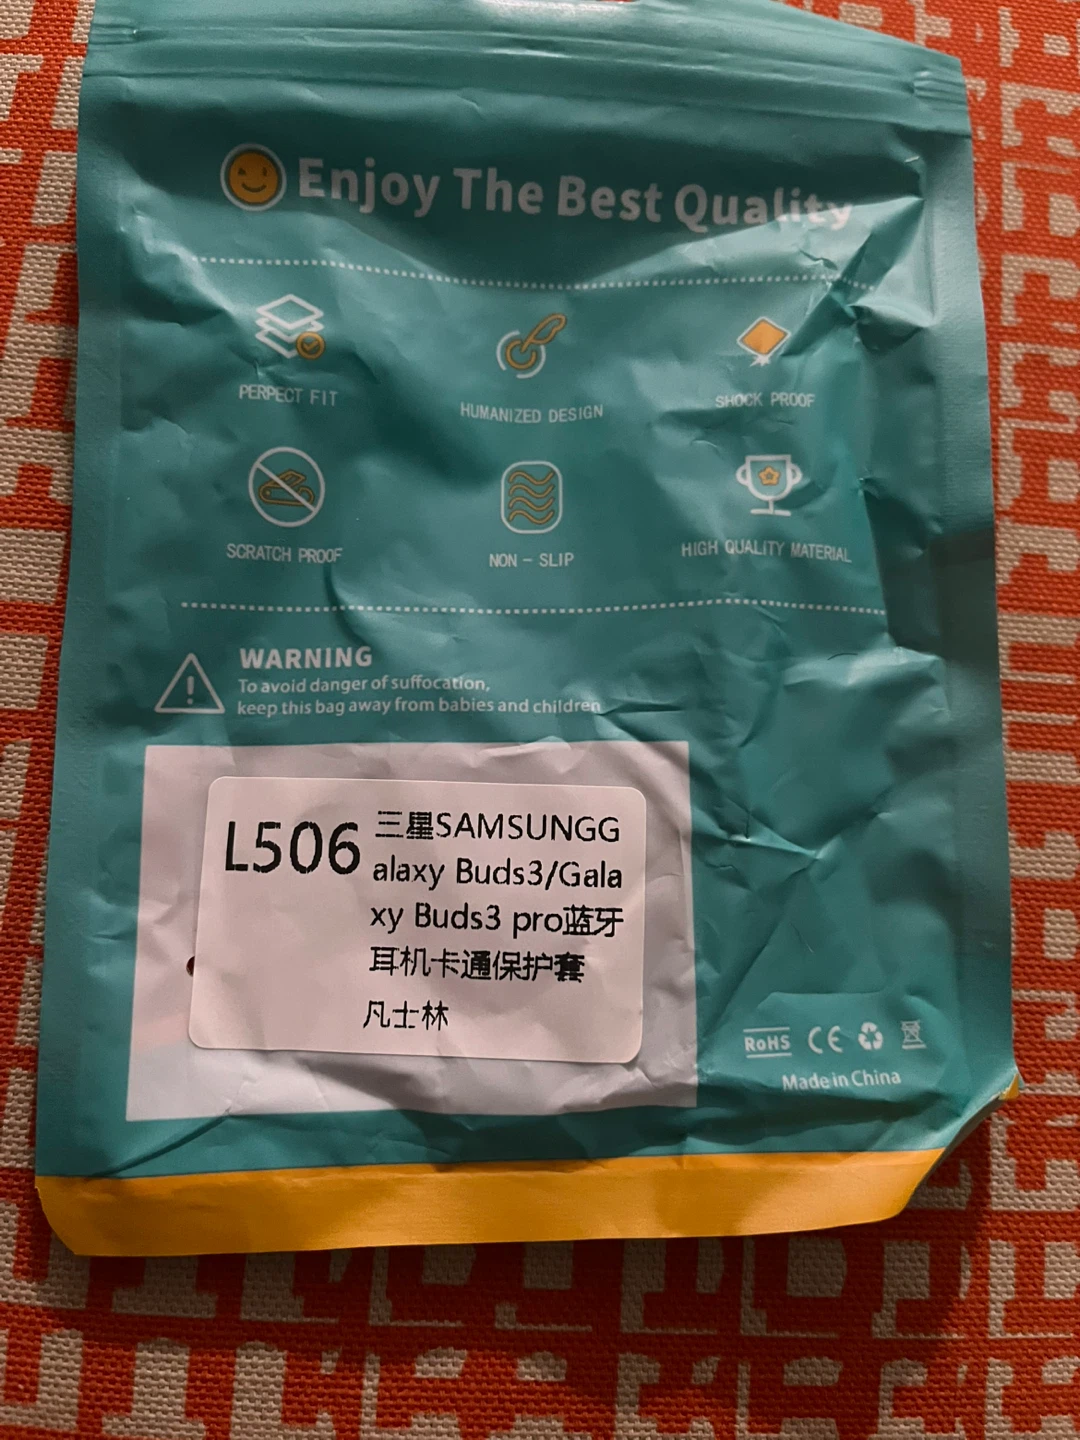 Enjoy The Best Quality
PERPECT FIT
HUMANIZED DESIGN
SHOCK PROOF
SCRATCH PROOF
NON - SLIP
HIGH QUALITY MATERIAL
WARNING
To avoid danger of suffocation,
keep this bag away from babies and children
L506
三星SAMSUNGG
alaxy Buds3/Gala
xy Buds3 pro蓝牙
耳机卡通保护套
凡士林
RoHS CE
Made in China